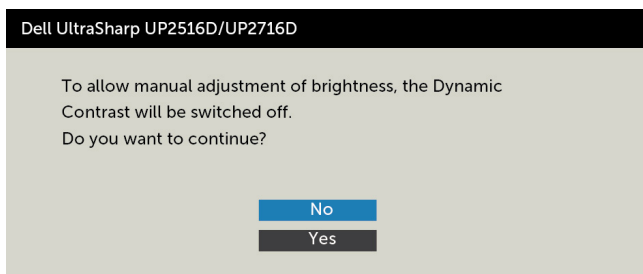 Dell UltraSharp UP2516D/UP2716D
To allow manual adjustment of brightness, the Dynamic
Contrast will be switched off.
Do you want to continue?
No
Yes